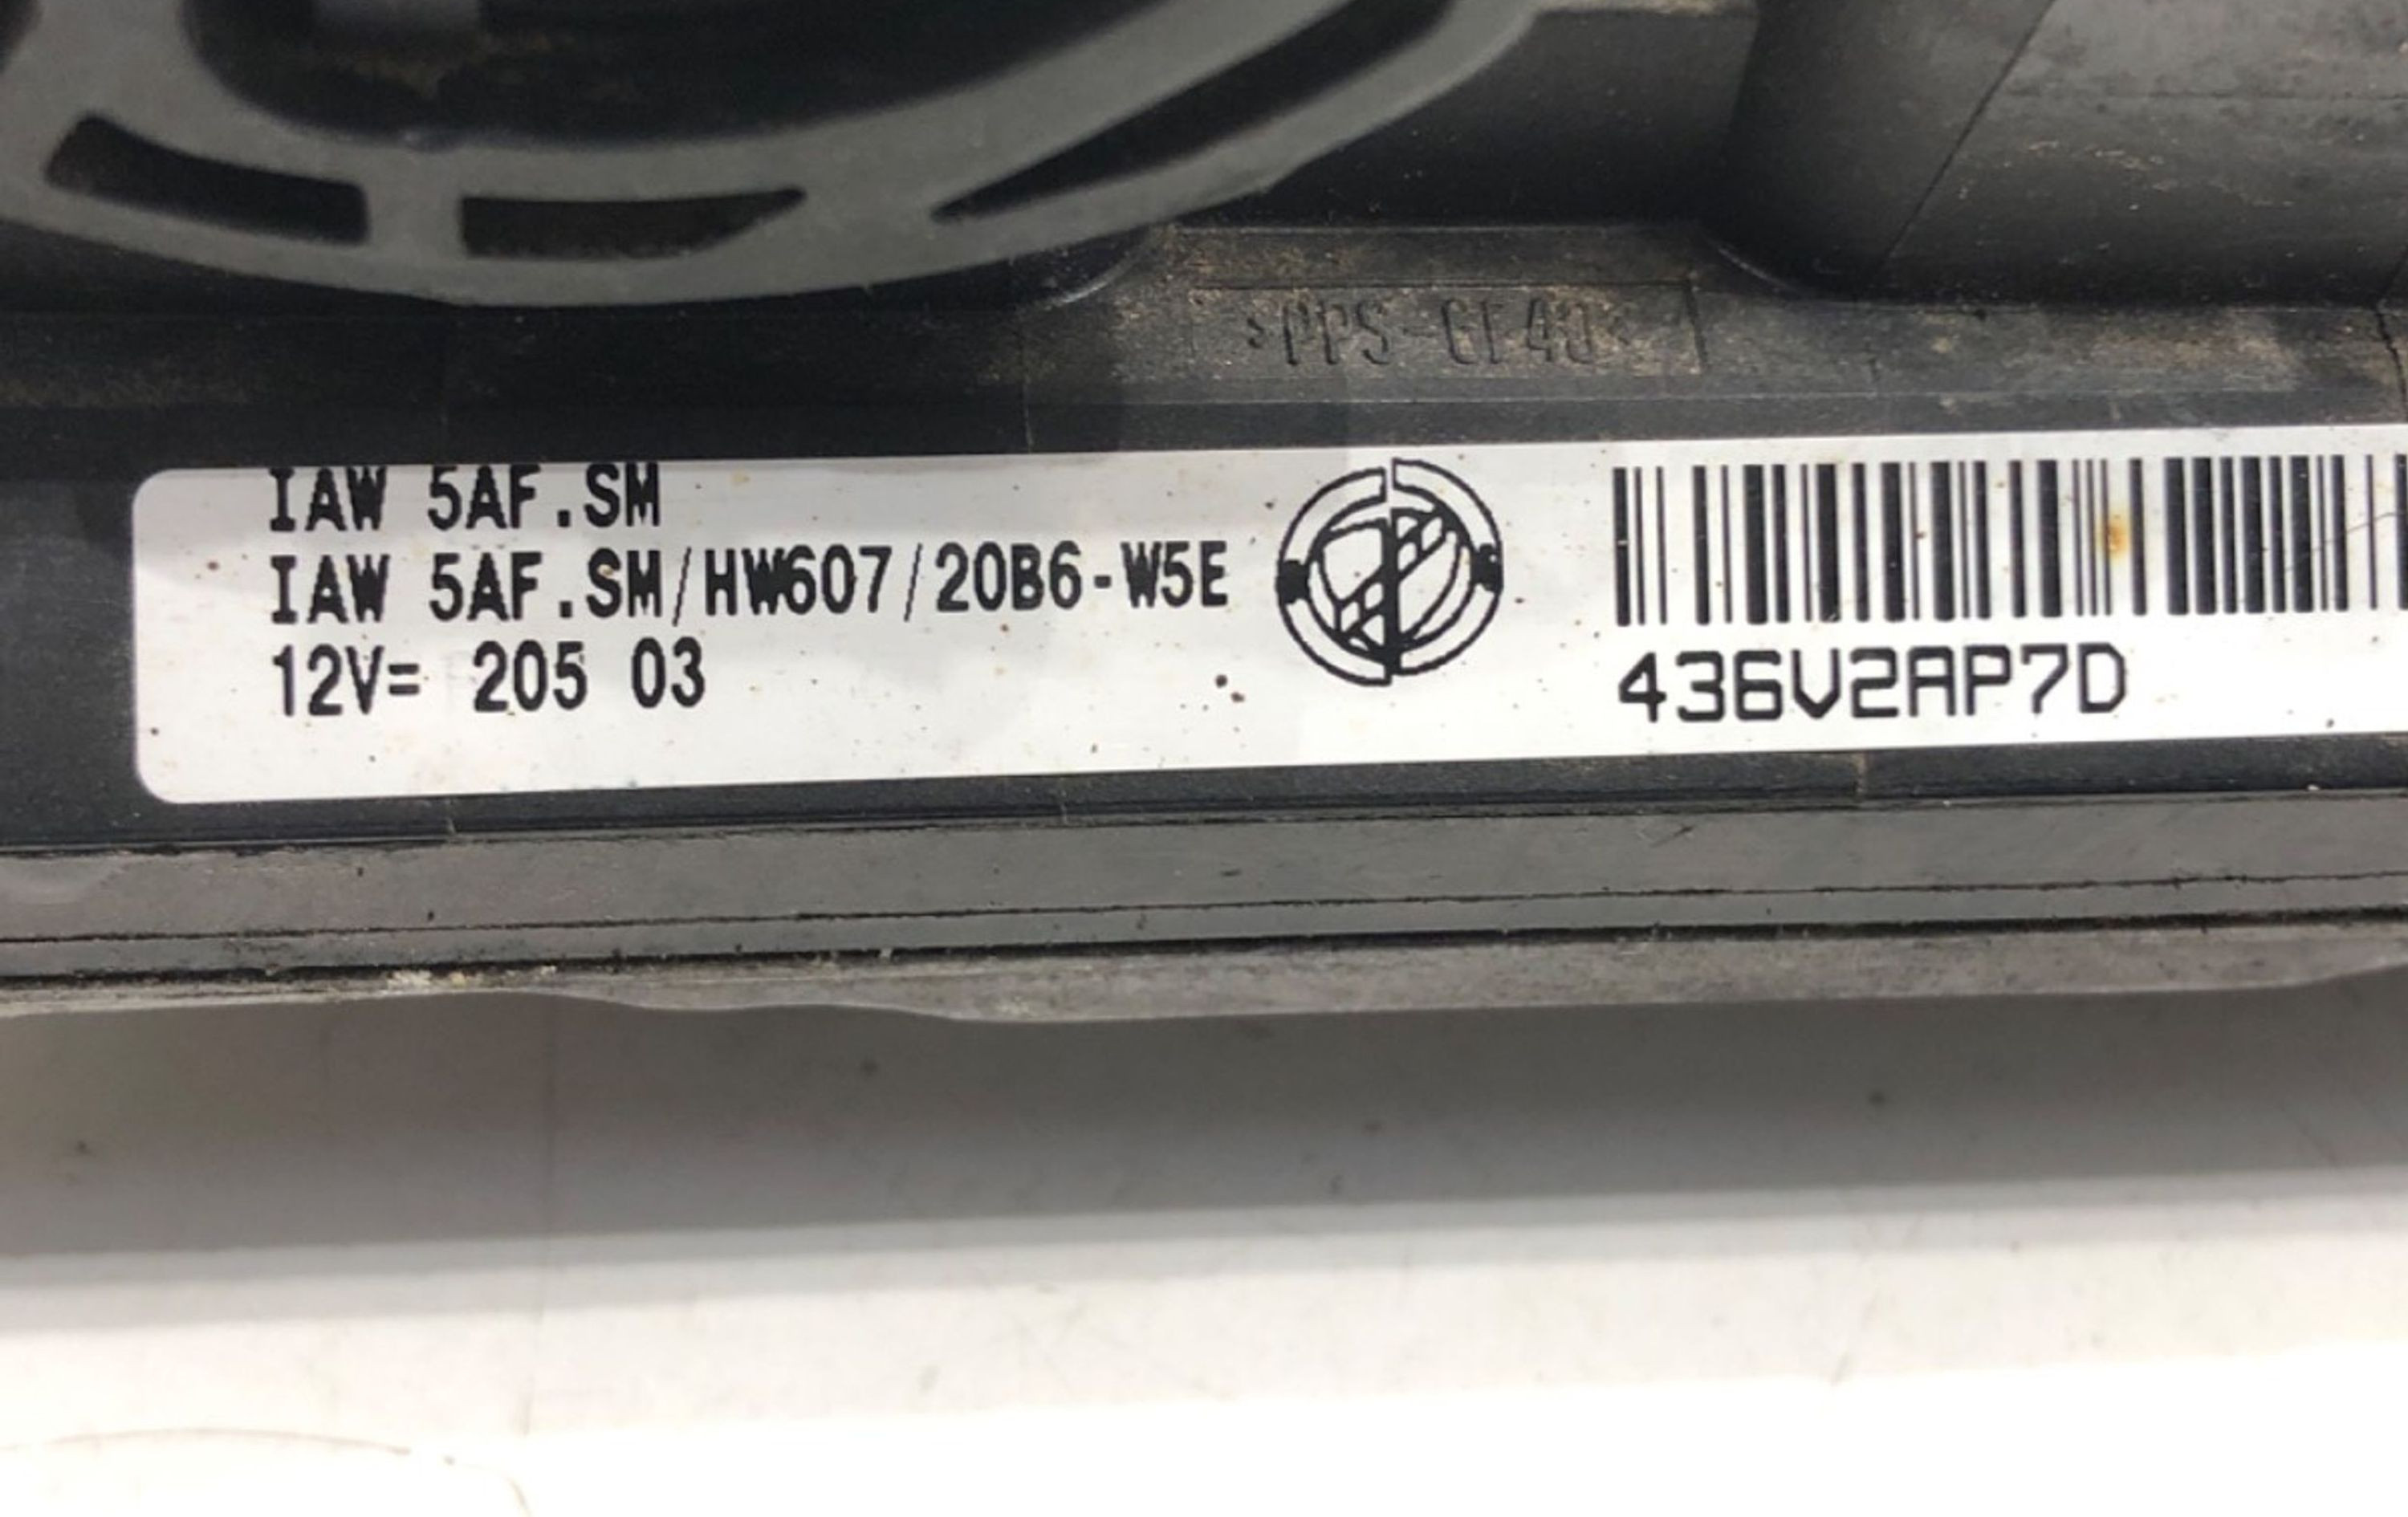 >PPS-GF40<
IAW 5AF.SM
IAW 5AF.SM/HW607/20B6-W5E
12V= 205 03
436V2AP7D